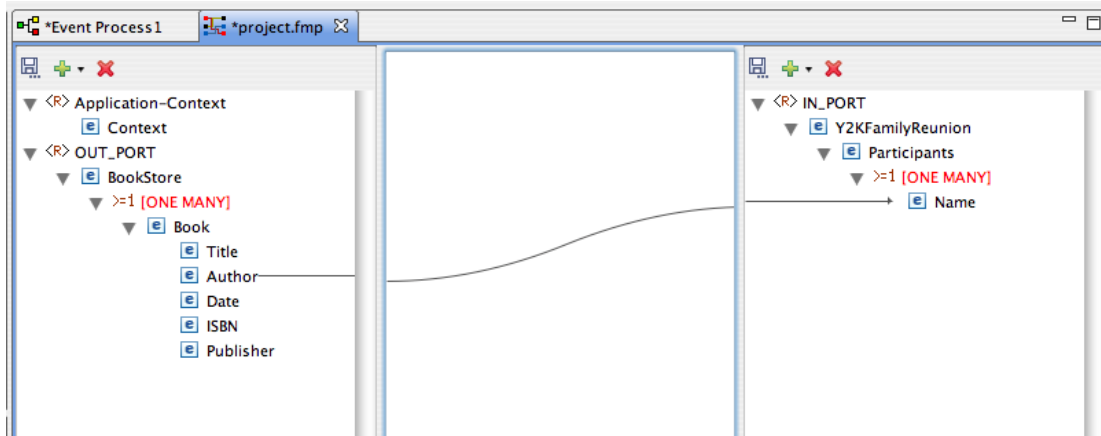 *Event Process1
*project.fmp
<R> Application-Context
e Context
<R> OUT_PORT
e BookStore
>=1 [ONE MANY]
e Book
e Title
e Author
e Date
e ISBN
e Publisher
<R> IN_PORT
e Y2KFamilyReunion
e Participants
>=1 [ONE MANY]
e Name